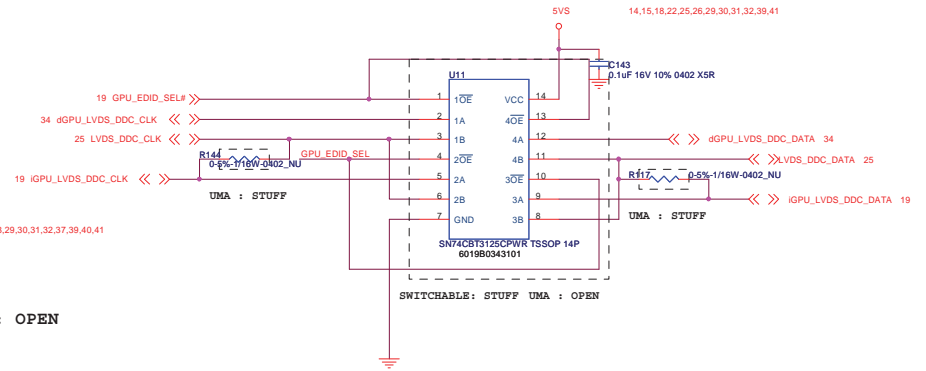 5VS
14,15,18,22,25,26,29,30,31,32,39,41
C143
0.1uF 16V 10% 0402 X5R
U11
19 GPU_EDID_SEL#
1
1OE
VCC
14
34 dGPU_LVDS_DDC_CLK
2
1A
4OE
13
25 LVDS_DDC_CLK
3
1B
4A
12
dGPU_LVDS_DDC_DATA 34
R144
0-5%-1/16W-0402_NU
GPU_EDID_SEL
4
2OE
4B
11
LVDS_DDC_DATA 25
19 iGPU_LVDS_DDC_CLK
5
2A
3OE
10
R117
0-5%-1/16W-0402_NU
UMA : STUFF
6
2B
3A
9
iGPU_LVDS_DDC_DATA 19
7
GND
3B
8
UMA : STUFF
,29,30,31,32,37,39,40,41
SN74CBT3125CPWR TSSOP 14P
6019B0343101
SWITCHABLE: STUFF UMA : OPEN
: OPEN